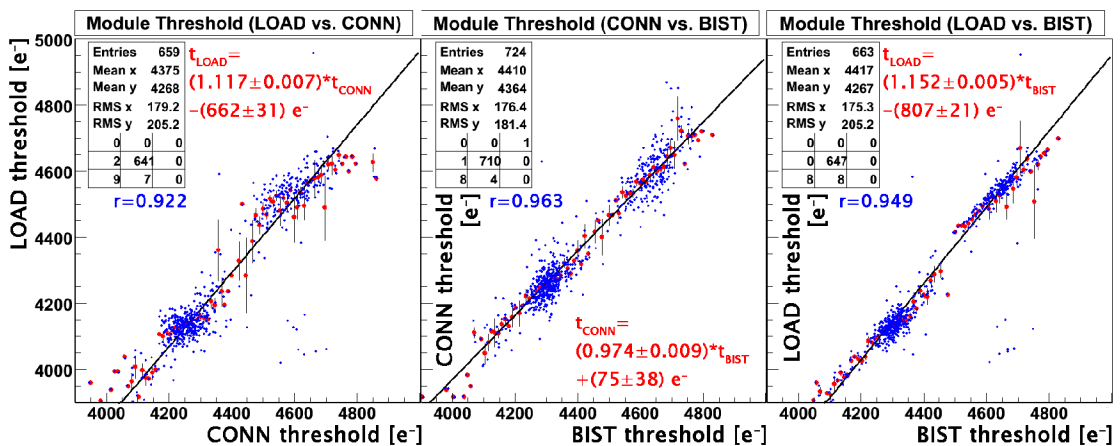 Module Threshold (LOAD vs. CONN)
LOAD threshold [e⁻]
5000
4800
4600
4400
4200
4000
Entries 659
Mean x 4375
Mean y 4268
RMS x 179.2
RMS y 205.2
0 0 0
2 641 0
9 7 0
t_LOAD=
(1.117±0.007)*t_CONN
−(662±31) e⁻
r=0.922
4000 4200 4400 4600 4800
CONN threshold [e⁻]
Module Threshold (CONN vs. BIST)
CONN threshold [e⁻]
Entries 724
Mean x 4410
Mean y 4364
RMS x 176.4
RMS y 181.4
0 0 1
1 710 0
8 4 0
r=0.963
t_CONN=
(0.974±0.009)*t_BIST
+(75±38) e⁻
4000 4200 4400 4600 4800
BIST threshold [e⁻]
Module Threshold (LOAD vs. BIST)
LOAD threshold [e⁻]
Entries 663
Mean x 4417
Mean y 4267
RMS x 175.3
RMS y 205.2
0 0 0
0 647 0
8 8 0
t_LOAD=
(1.152±0.005)*t_BIST
−(807±21) e⁻
r=0.949
4000 4200 4400 4600 4800
BIST threshold [e⁻]